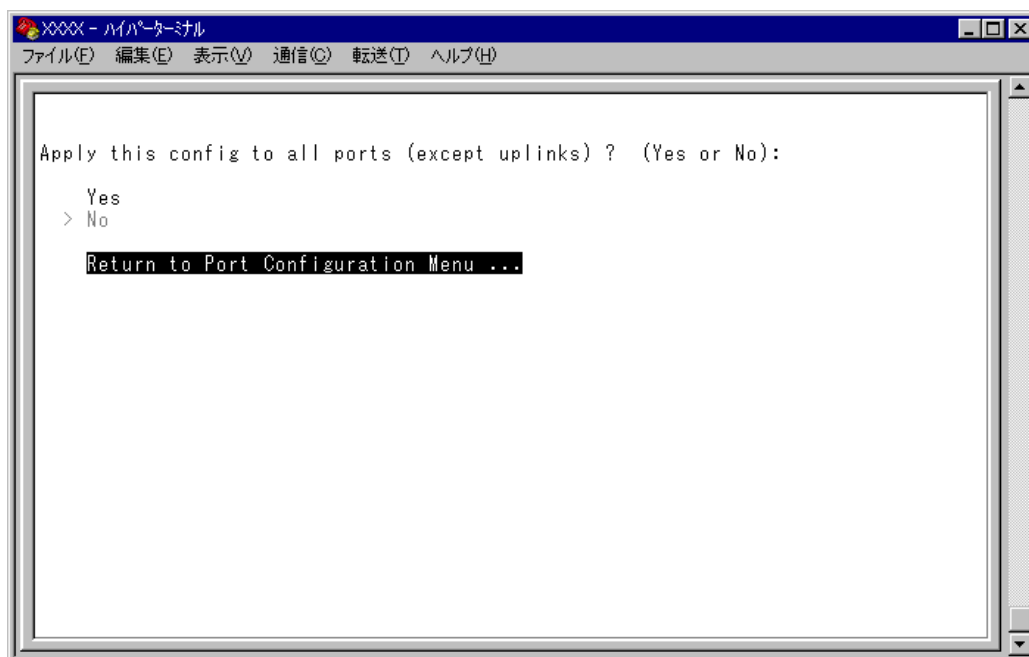 XXXX - ﾊｲﾊﾟｰﾀｰﾐﾅﾙ
ファイル(F) 編集(E) 表示(V) 通信(C) 転送(T) ヘルプ(H)
Apply this config to all ports (except uplinks) ? (Yes or No):
Yes
> No
Return to Port Configuration Menu ...